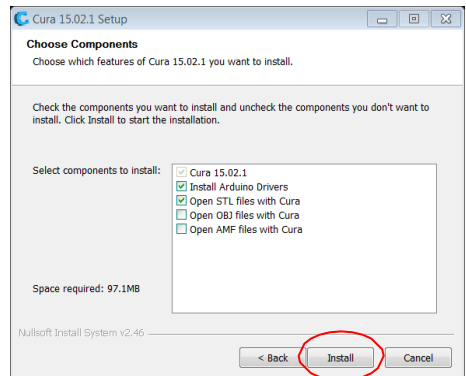 Cura 15.02.1 Setup
Choose Components
Choose which features of Cura 15.02.1 you want to install.
Check the components you want to install and uncheck the components you don't want to
install. Click Install to start the installation.
Select components to install:
Cura 15.02.1
Install Arduino Drivers
Open STL files with Cura
Open OBJ files with Cura
Open AMF files with Cura
Space required: 97.1MB
Nullsoft Install System v2.46
< Back Install Cancel